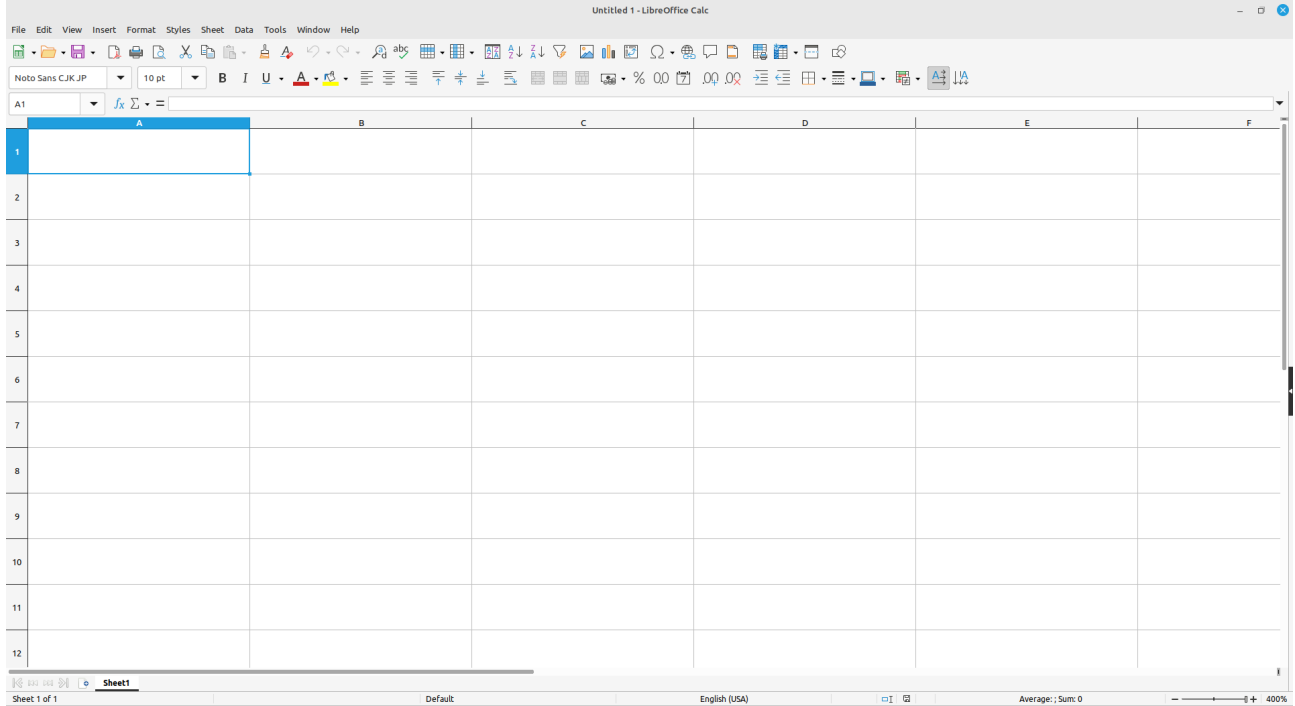 Untitled 1 - LibreOffice Calc
File Edit View Insert Format Styles Sheet Data Tools Window Help
Noto Sans CJK JP 10 pt
A1
A B C D E F
1
2
3
4
5
6
7
8
9
10
11
12
Sheet1
Sheet 1 of 1 Default English (USA) Average: ; Sum: 0 400%